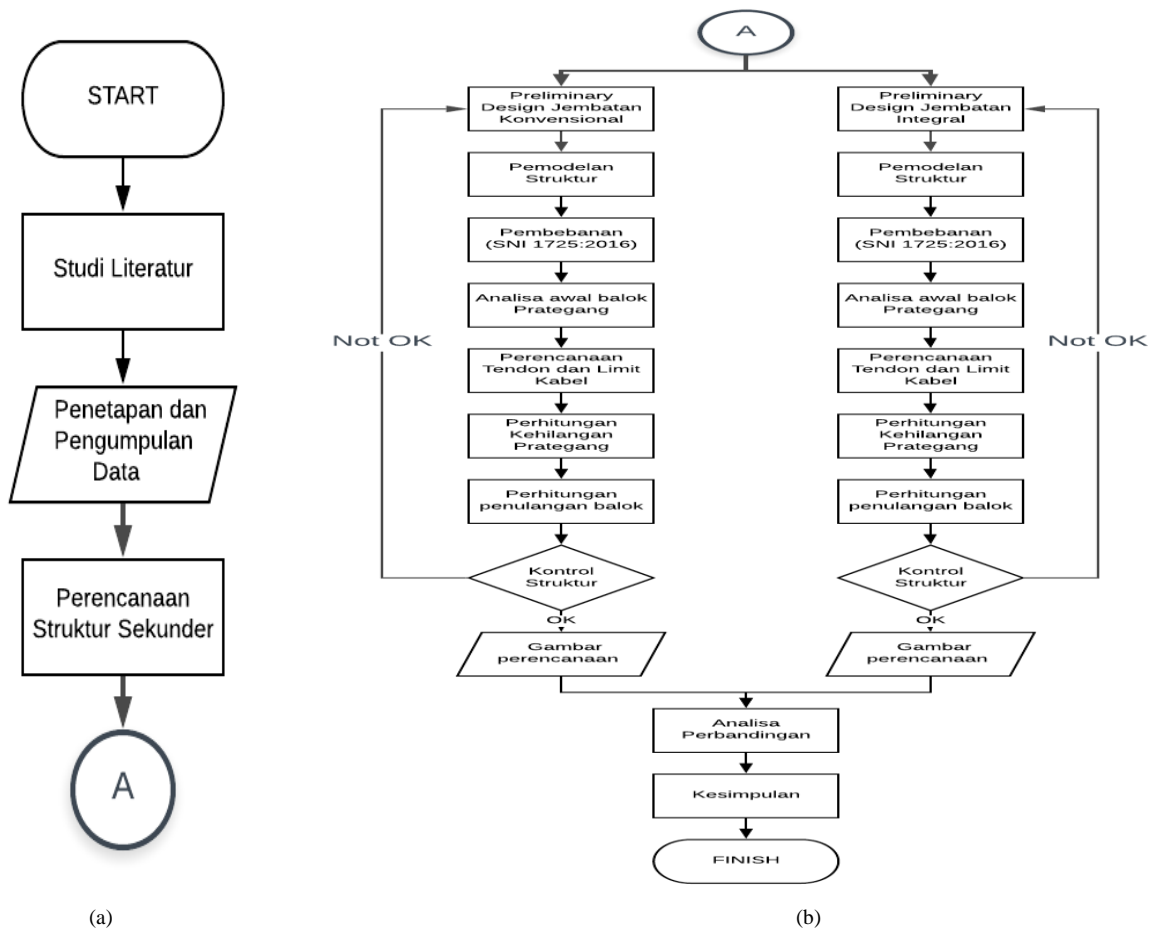 START
Studi Literatur
Penetapan dan
Pengumpulan
Data
Perencanaan
Struktur Sekunder
A
(a)
A
Preliminary
Design Jembatan
Konvensional
Pemodelan
Struktur
Pembebanan
(SNI 1725:2016)
Analisa awal balok
Prategang
Perencanaan
Tendon dan Limit
Kabel
Perhitungan
Kehilangan
Prategang
Perhitungan
penulangan balok
Kontrol
Struktur
Not OK
OK
Gambar
perencanaan
Preliminary
Design Jembatan
Integral
Pemodelan
Struktur
Pembebanan
(SNI 1725:2016)
Analisa awal balok
Prategang
Perencanaan
Tendon dan Limit
Kabel
Perhitungan
Kehilangan
Prategang
Perhitungan
penulangan balok
Kontrol
Struktur
Not OK
OK
Gambar
perencanaan
Analisa
Perbandingan
Kesimpulan
FINISH
(b)